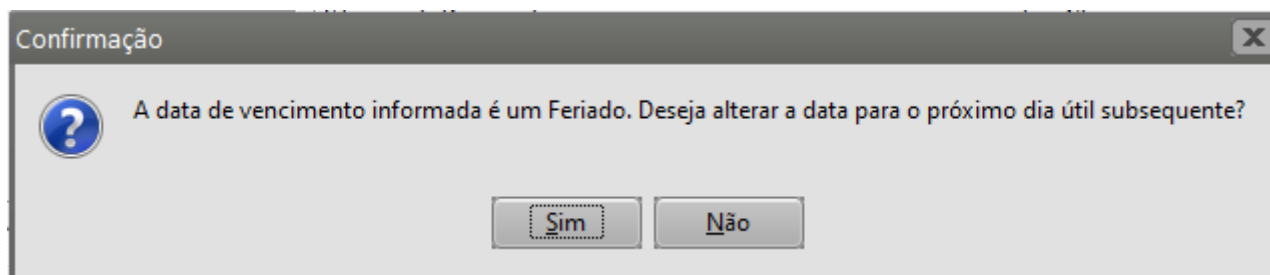 Confirmação
A data de vencimento informada é um Feriado. Deseja alterar a data para o próximo dia útil subsequente?
Sim
Não